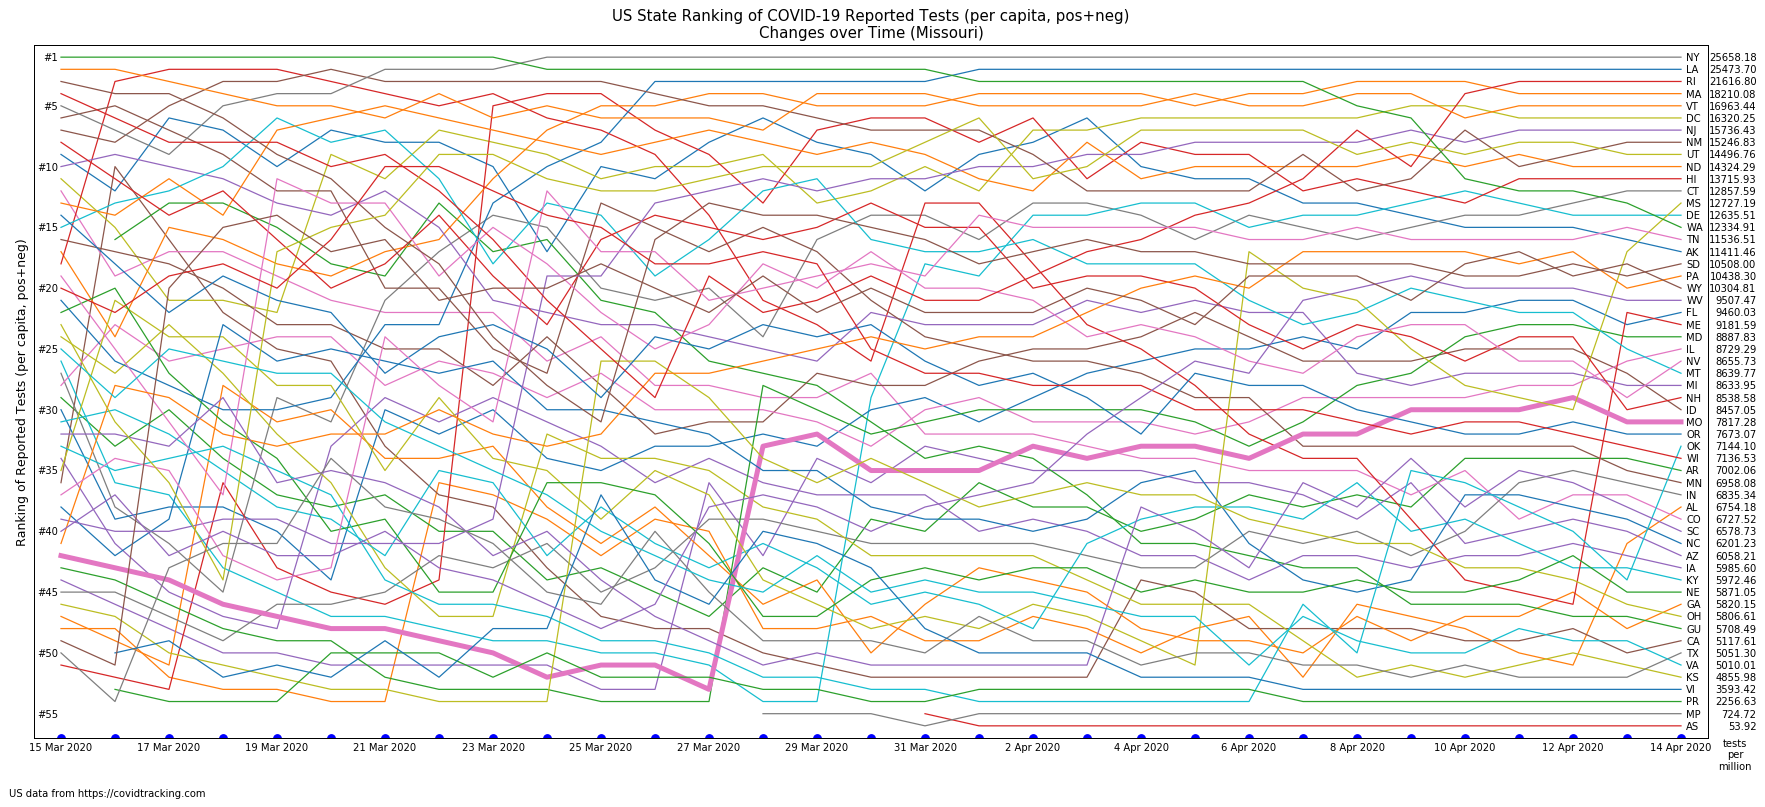 US State Ranking of COVID-19 Reported Tests (per capita, pos+neg)
Changes over Time (Missouri)
Ranking of Reported Tests (per capita, pos+neg)
#1
#5
#10
#15
#20
#25
#30
#35
#40
#45
#50
#55
NY 25658.18
LA 25473.70
RI 21616.80
MA 18210.08
VT 16963.44
DC 16320.25
NJ 15736.43
NM 15246.83
UT 14496.76
ND 14324.29
HI 13715.93
CT 12857.59
MS 12727.19
DE 12635.51
WA 12334.91
TN 11536.51
AK 11411.46
SD 10508.00
PA 10438.30
WY 10304.81
WV 9507.47
FL 9460.03
ME 9181.59
MD 8887.83
IL 8729.29
NV 8655.73
MT 8639.77
MI 8633.95
NH 8538.58
ID 8457.05
MO 7817.28
OR 7673.07
OK 7144.10
WI 7136.53
AR 7002.06
MN 6958.08
IN 6835.34
AL 6754.18
CO 6727.52
SC 6578.73
NC 6201.23
AZ 6058.21
IA 5985.60
KY 5972.46
NE 5871.05
GA 5820.15
OH 5806.61
GU 5708.49
CA 5117.61
TX 5051.30
VA 5010.01
KS 4855.98
VI 3593.42
PR 2256.63
MP 724.72
AS 53.92
15 Mar 2020 17 Mar 2020 19 Mar 2020 21 Mar 2020 23 Mar 2020 25 Mar 2020 27 Mar 2020 29 Mar 2020 31 Mar 2020 2 Apr 2020 4 Apr 2020 6 Apr 2020 8 Apr 2020 10 Apr 2020 12 Apr 2020 14 Apr 2020
tests
per
million
US data from https://covidtracking.com